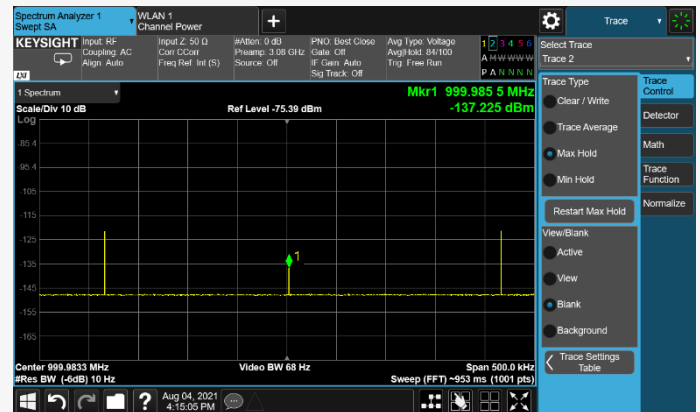 Spectrum Analyzer 1
Swept SA
WLAN 1
Channel Power
Trace
KEYSIGHT
Input: RF
Coupling: AC
Align: Auto
Input Z: 50 Ω
Corr CCorr
Freq Ref: Int (S)
#Atten: 0 dB
Preamp: 3.08 GHz
Source: Off
PNO: Best Close
Gate: Off
IF Gain: Auto
Sig Track: Off
Avg Type: Voltage
Avg|Hold: 84/100
Trig: Free Run
1 2 3 4 5 6
A M W W W W
P A N N N N
LXI
Select Trace
Trace 2
1 Spectrum
Scale/Div 10 dB
Log
Ref Level -75.39 dBm
Mkr1 999.985 5 MHz
-137.225 dBm
-85.4
-95.4
-105
-115
-125
-135
-145
-155
-165
1
Center 999.9833 MHz
#Res BW (-6dB) 10 Hz
Video BW 68 Hz
Span 500.0 kHz
Sweep (FFT) ~953 ms (1001 pts)
Trace Type
Clear / Write
Trace Average
Max Hold
Min Hold
Restart Max Hold
View/Blank
Active
View
Blank
Background
Trace Settings
Table
Trace
Control
Detector
Math
Trace
Function
Normalize
?
Aug 04, 2021
4:15:05 PM